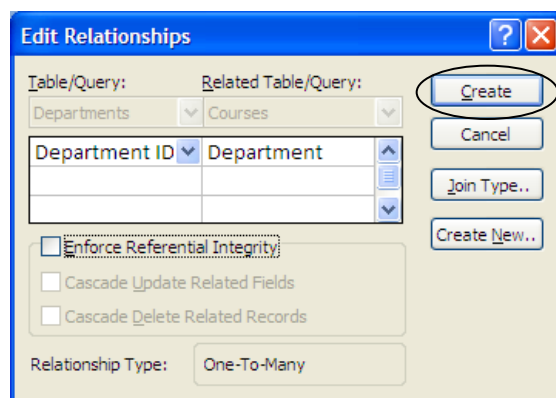 Edit Relationships
Table/Query: Related Table/Query:
Departments Courses
Department ID Department
Enforce Referential Integrity
Cascade Update Related Fields
Cascade Delete Related Records
Relationship Type: One-To-Many
Create
Cancel
Join Type..
Create New..